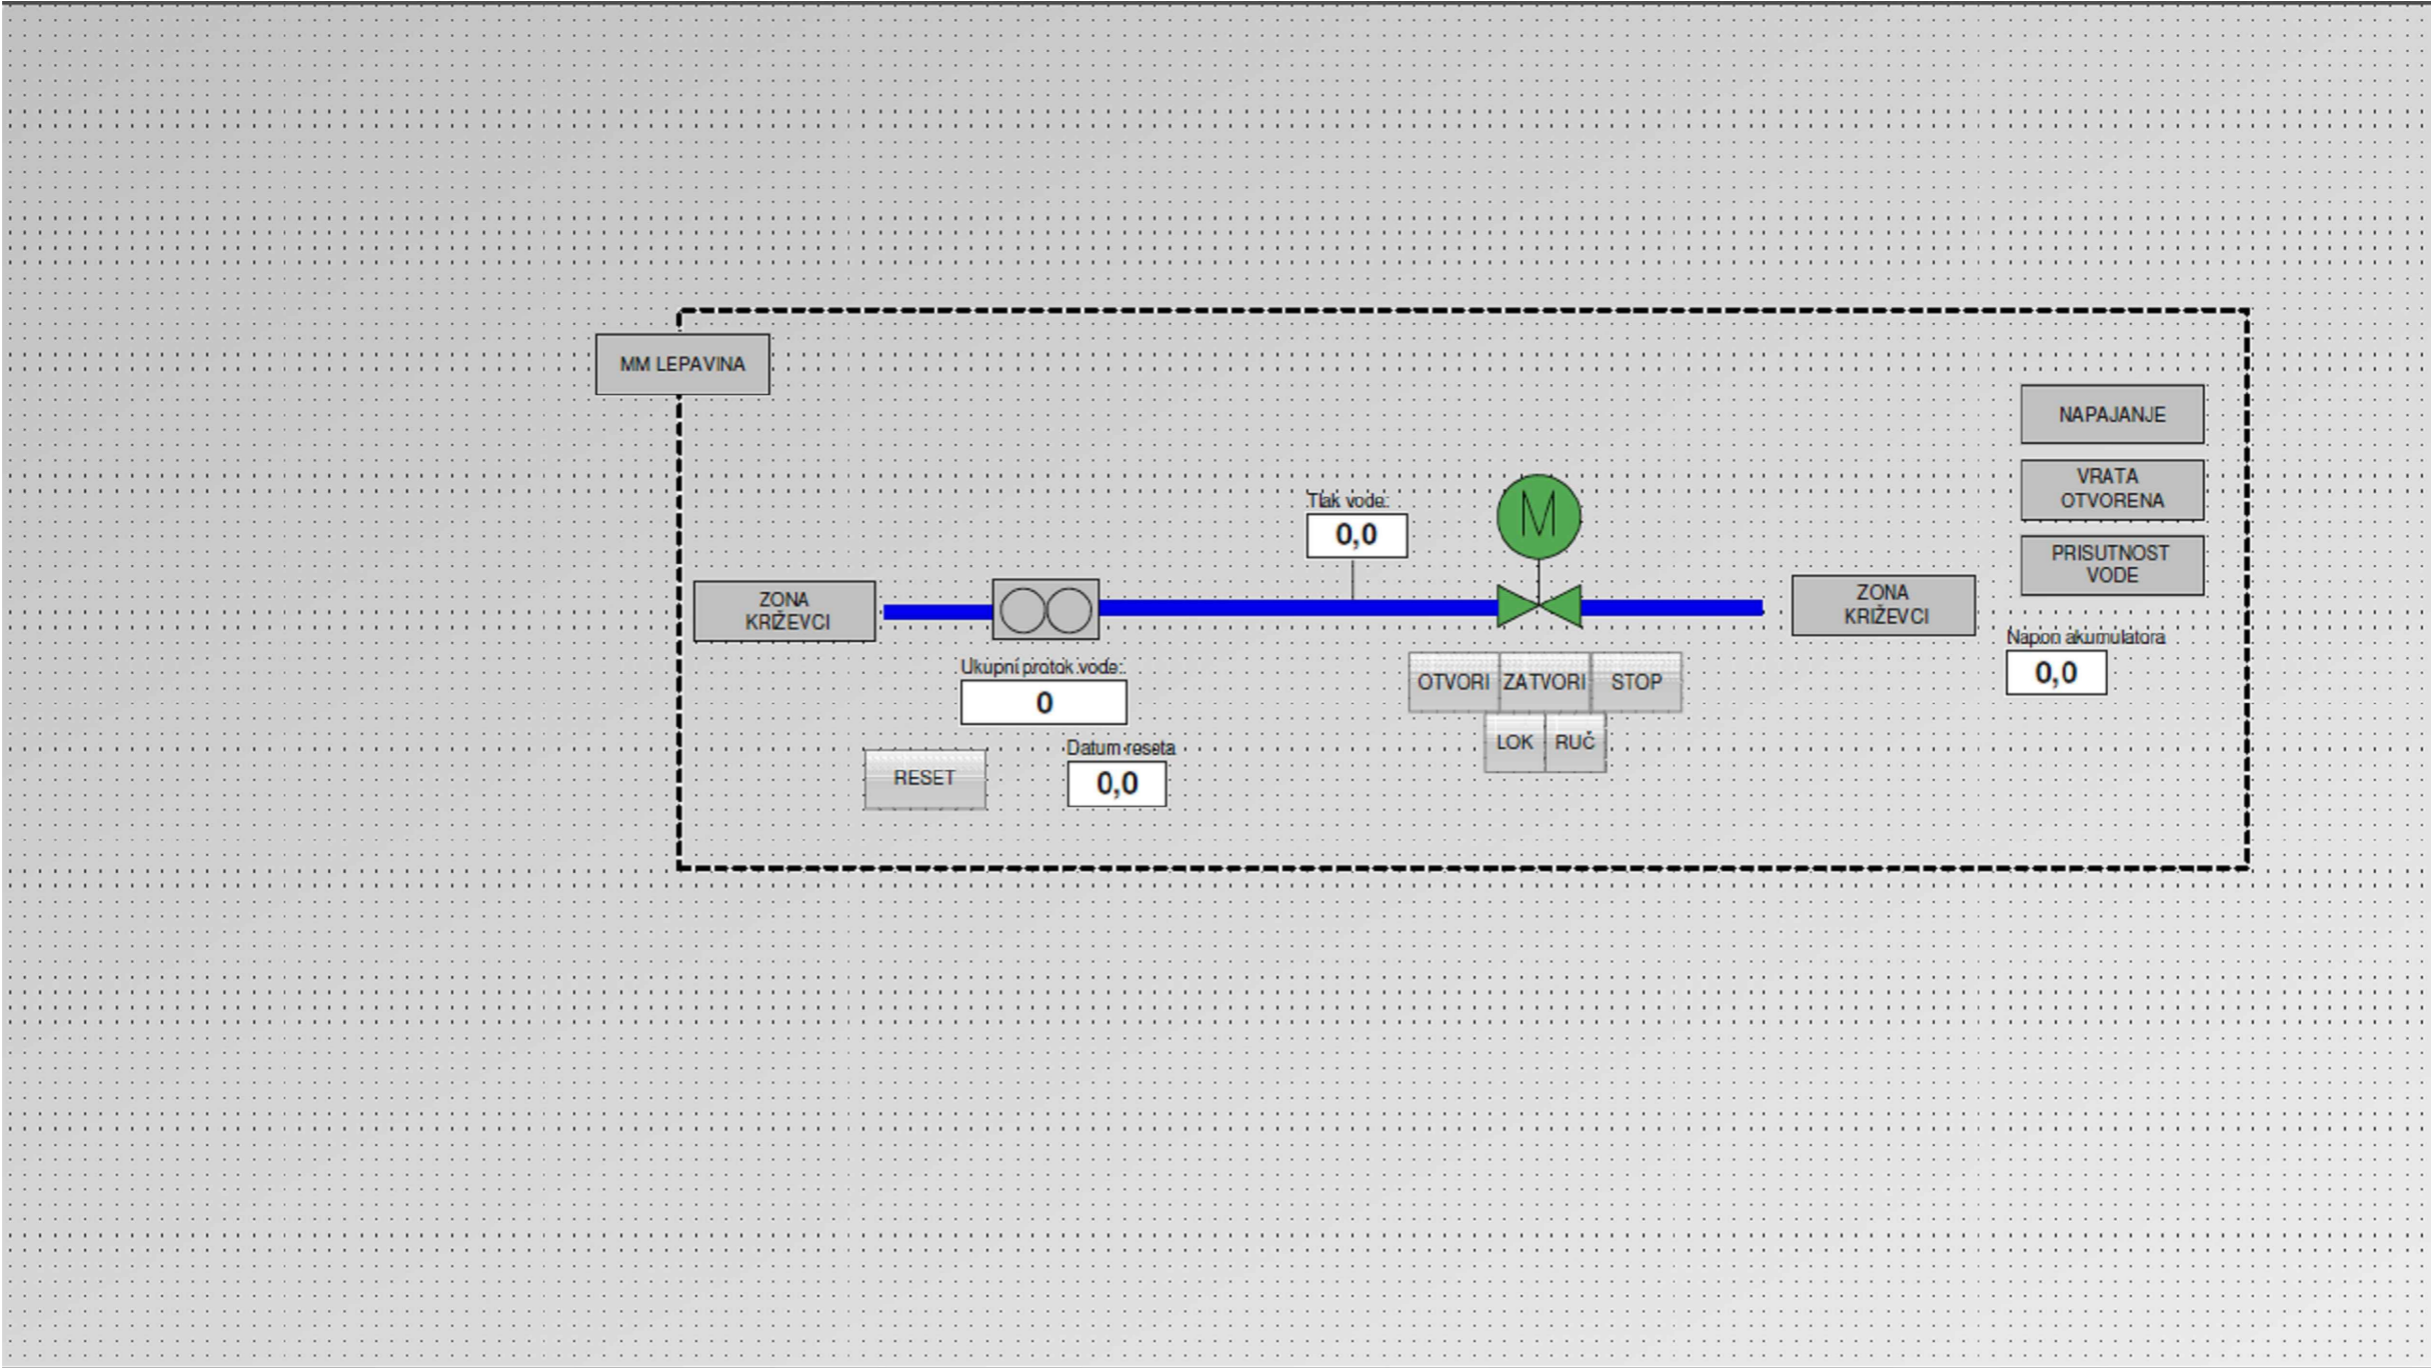 MM LEPAVINA
NAPAJANJE
VRATA
OTVORENA
PRISUTNOST
VODE
Tlak vode:
0,0
M
ZONA
KRIŽEVCI
ZONA
KRIŽEVCI
Napon akumulatora
0,0
Ukupni protok vode:
0
OTVORI
ZATVORI
STOP
LOK
RUČ
RESET
Datum reseta
0,0